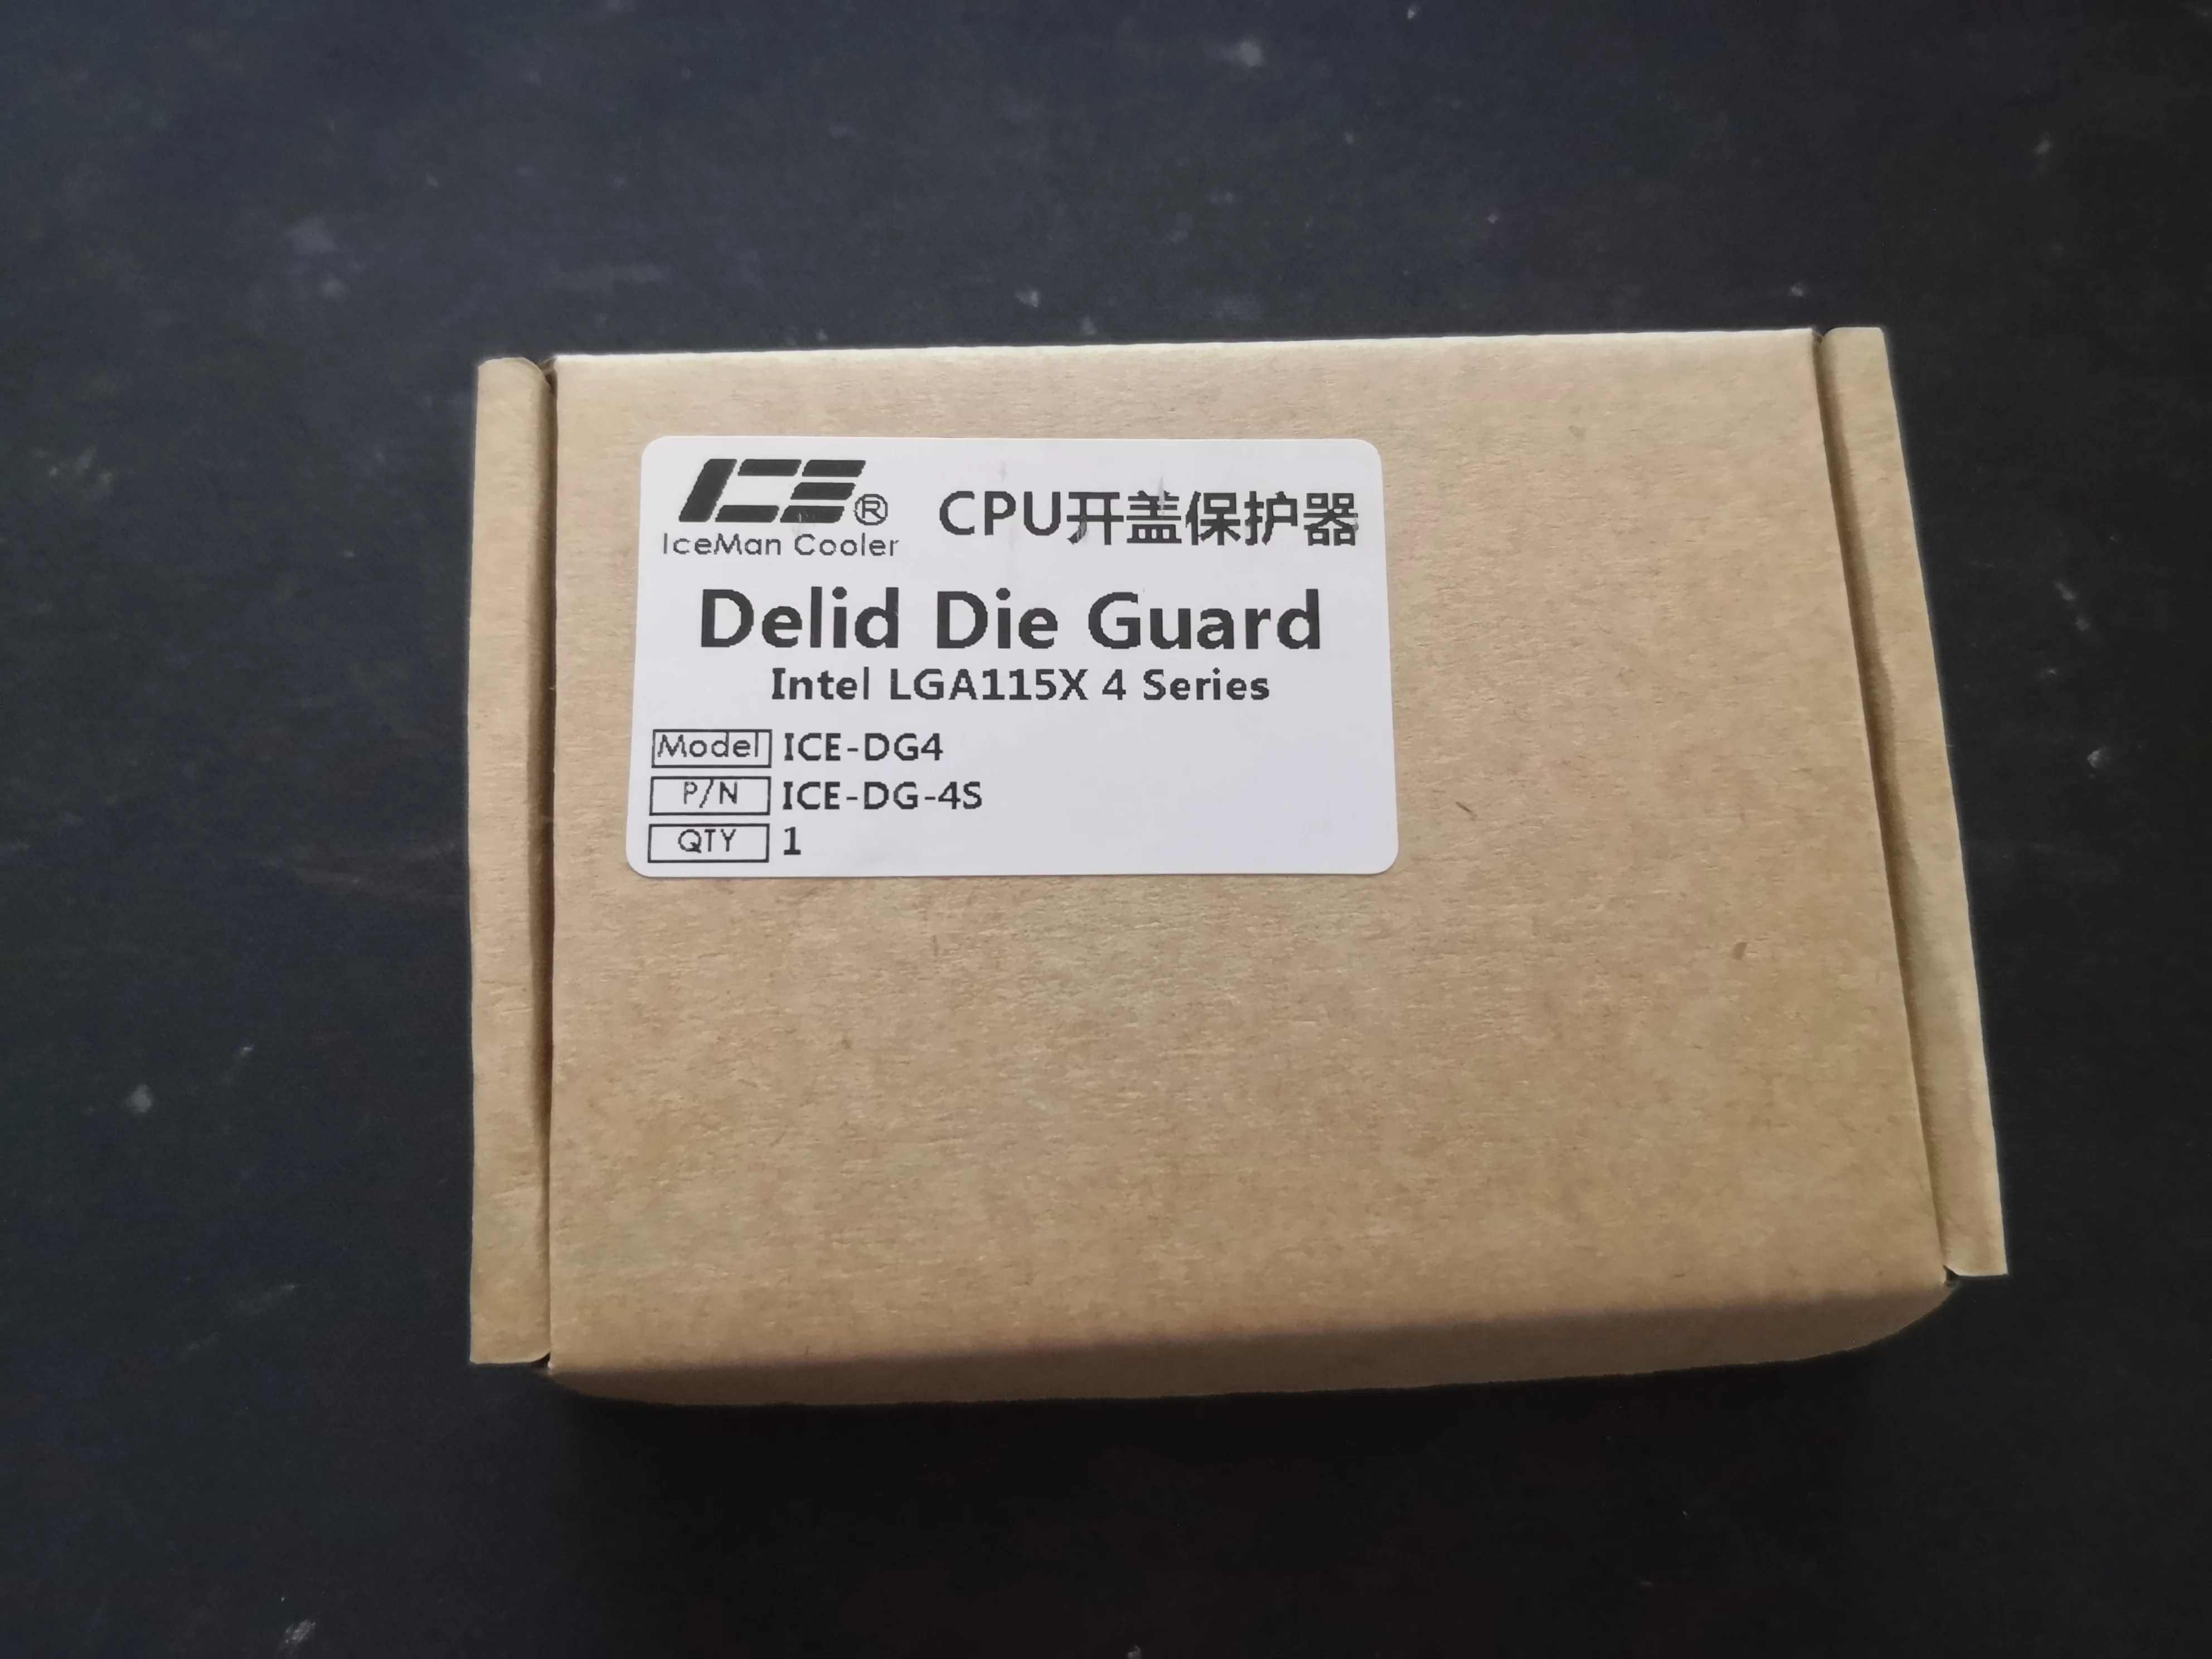 ICE®
IceMan Cooler
CPU开盖保护器
Delid Die Guard
Intel LGA115X 4 Series
Model ICE-DG4
P/N ICE-DG-4S
QTY 1